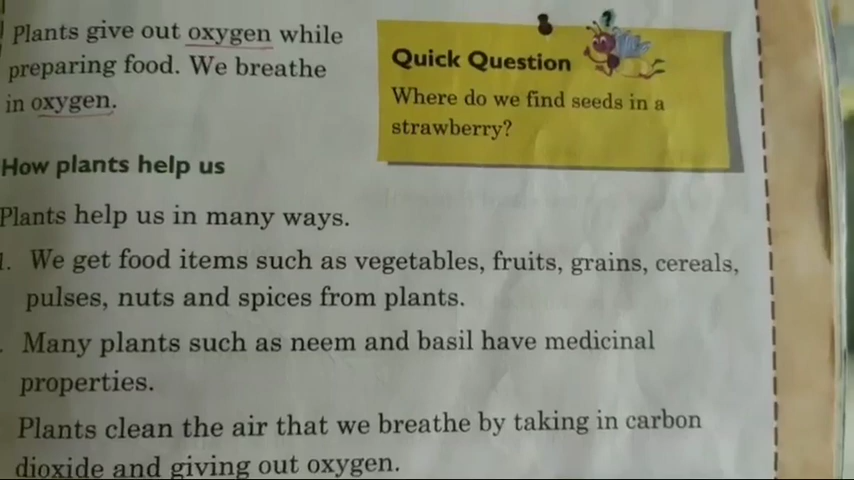 Plants give out oxygen while
preparing food. We breathe
in oxygen.
Quick Question
Where do we find seeds in a
strawberry?
How plants help us
Plants help us in many ways.
1. We get food items such as vegetables, fruits, grains, cereals,
pulses, nuts and spices from plants.
Many plants such as neem and basil have medicinal
properties.
Plants clean the air that we breathe by taking in carbon
dioxide and giving out oxygen.